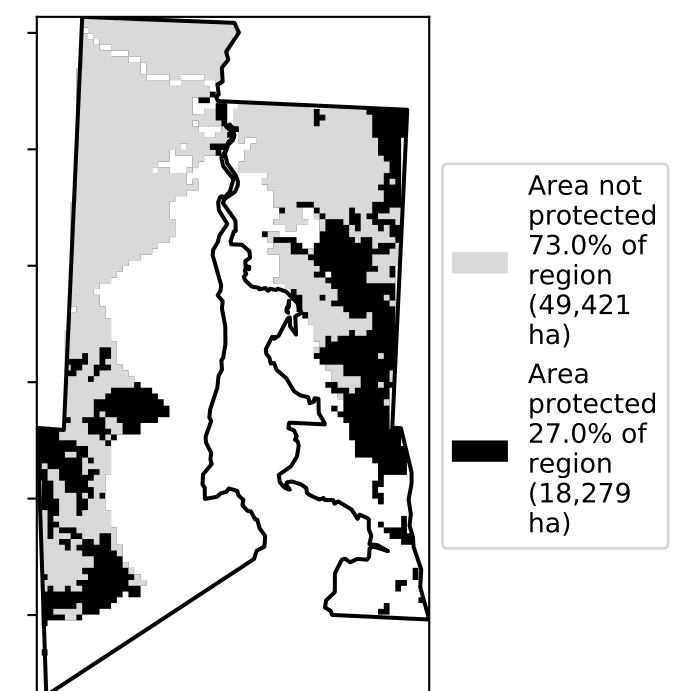 Area not
protected
73.0% of
region
(49,421
ha)
Area
protected
27.0% of
region
(18,279
ha)